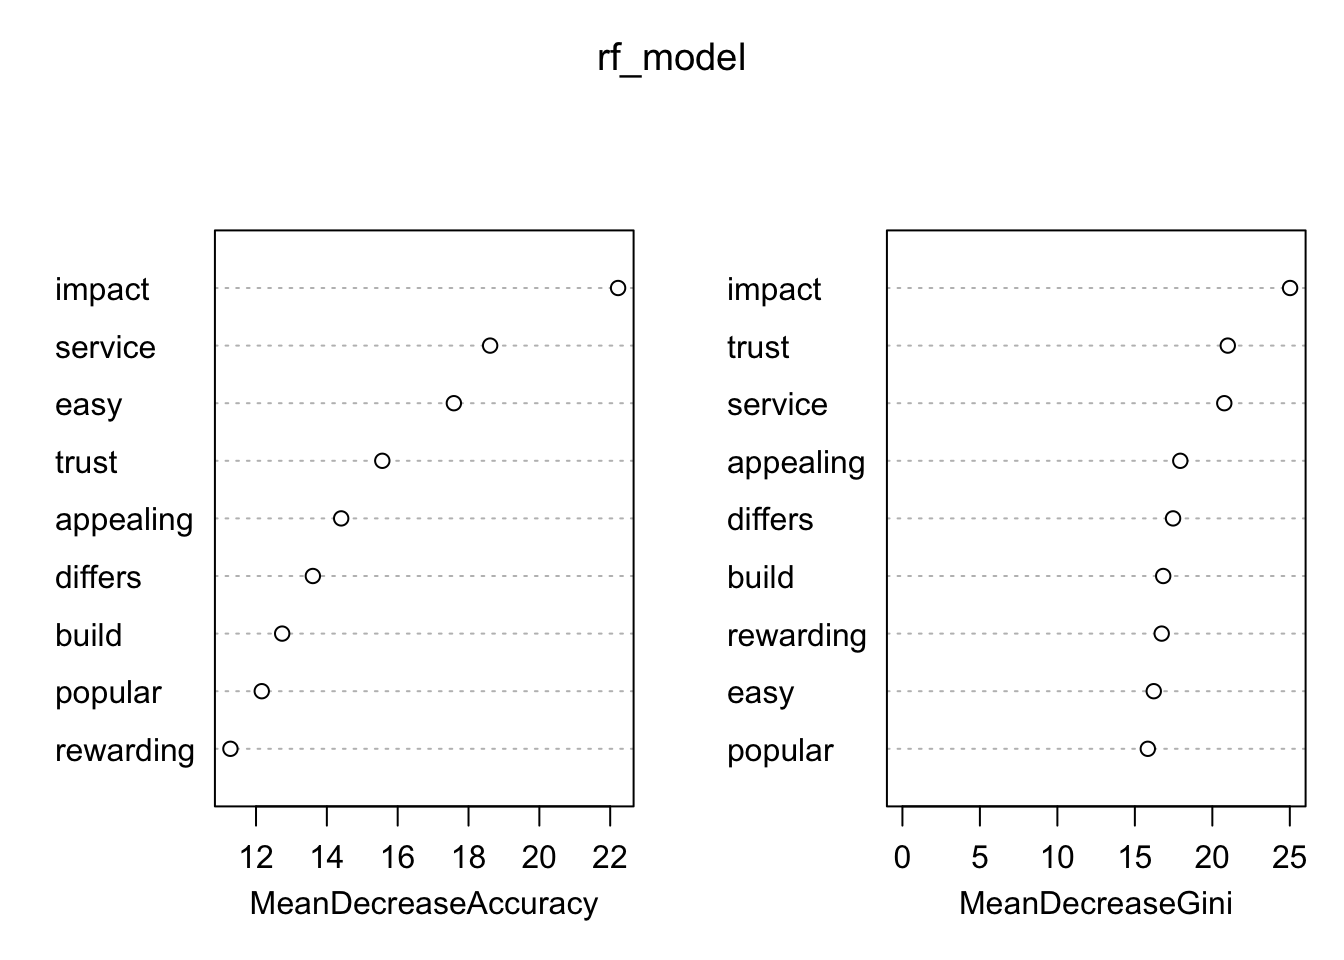 rf_model
impact
service
easy
trust
appealing
differs
build
popular
rewarding
12 14 16 18 20 22
MeanDecreaseAccuracy
impact
trust
service
appealing
differs
build
rewarding
easy
popular
0 5 10 15 20 25
MeanDecreaseGini